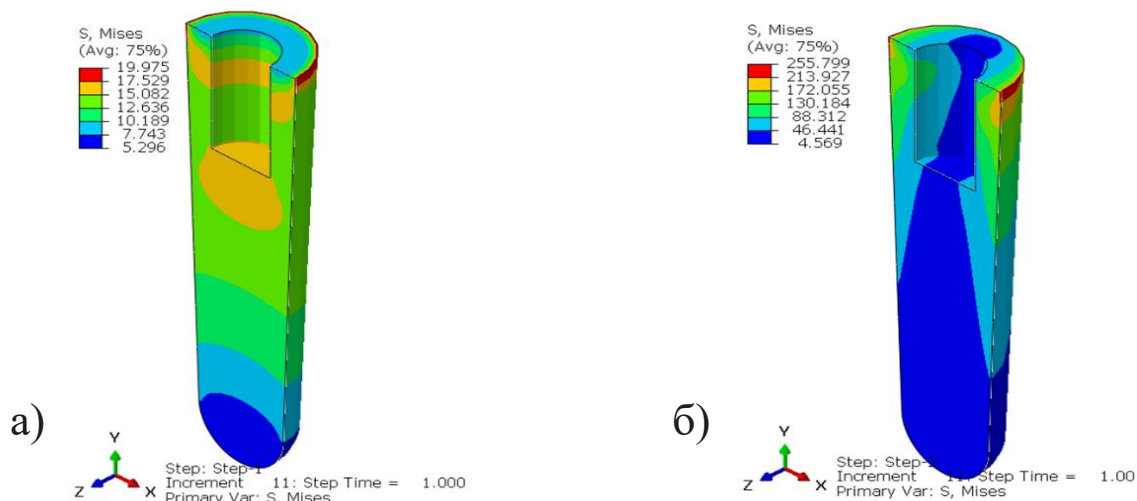 S, Mises
(Avg: 75%)
19.975
17.529
15.082
12.636
10.189
7.743
5.296
а)
Y
Z
X
Step: Step-1
Increment 11: Step Time = 1.000
Primary Var: S, Mises
S, Mises
(Avg: 75%)
255.799
213.927
172.055
130.184
88.312
46.441
4.569
б)
Y
Z
X
Step: Step-
Increment 11: Step Time = 1.00
Primary Var: S, Mises